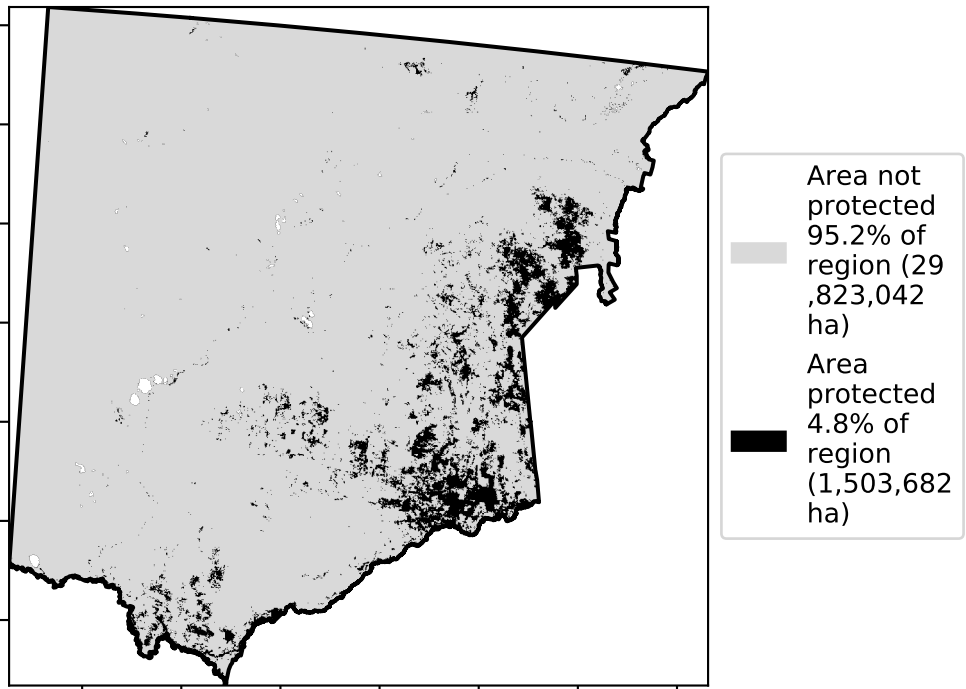 Area not
protected
95.2% of
region (29
,823,042
ha)
Area
protected
4.8% of
region
(1,503,682
ha)